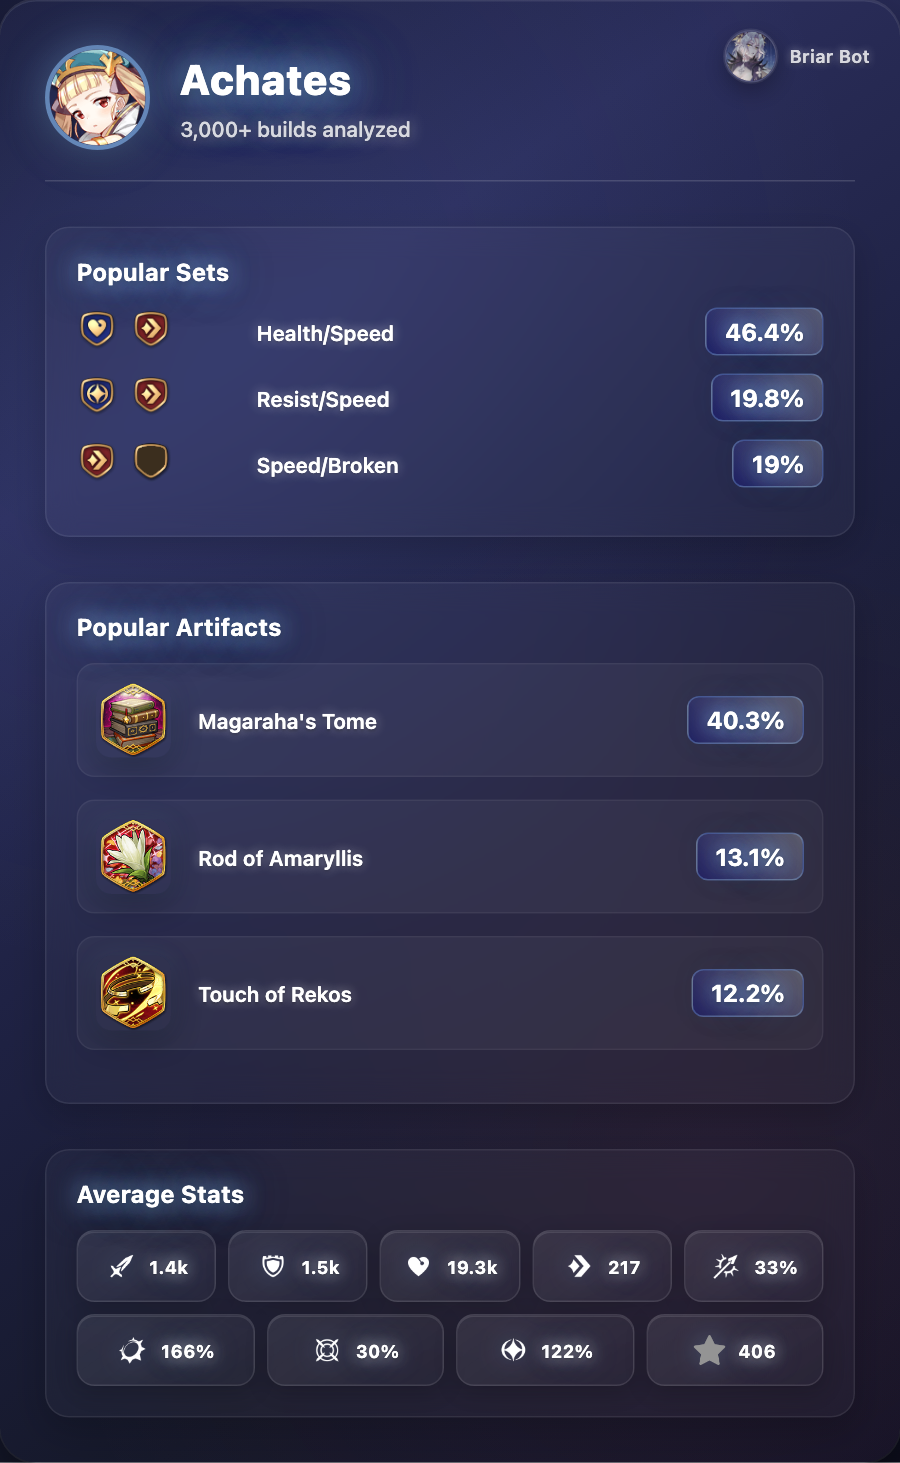 Achates
3,000+ builds analyzed
Briar Bot
Popular Sets
Health/Speed 46.4%
Resist/Speed 19.8%
Speed/Broken 19%
Popular Artifacts
Magaraha's Tome 40.3%
Rod of Amaryllis 13.1%
Touch of Rekos 12.2%
Average Stats
1.4k 1.5k 19.3k 217 33%
166% 30% 122% 406